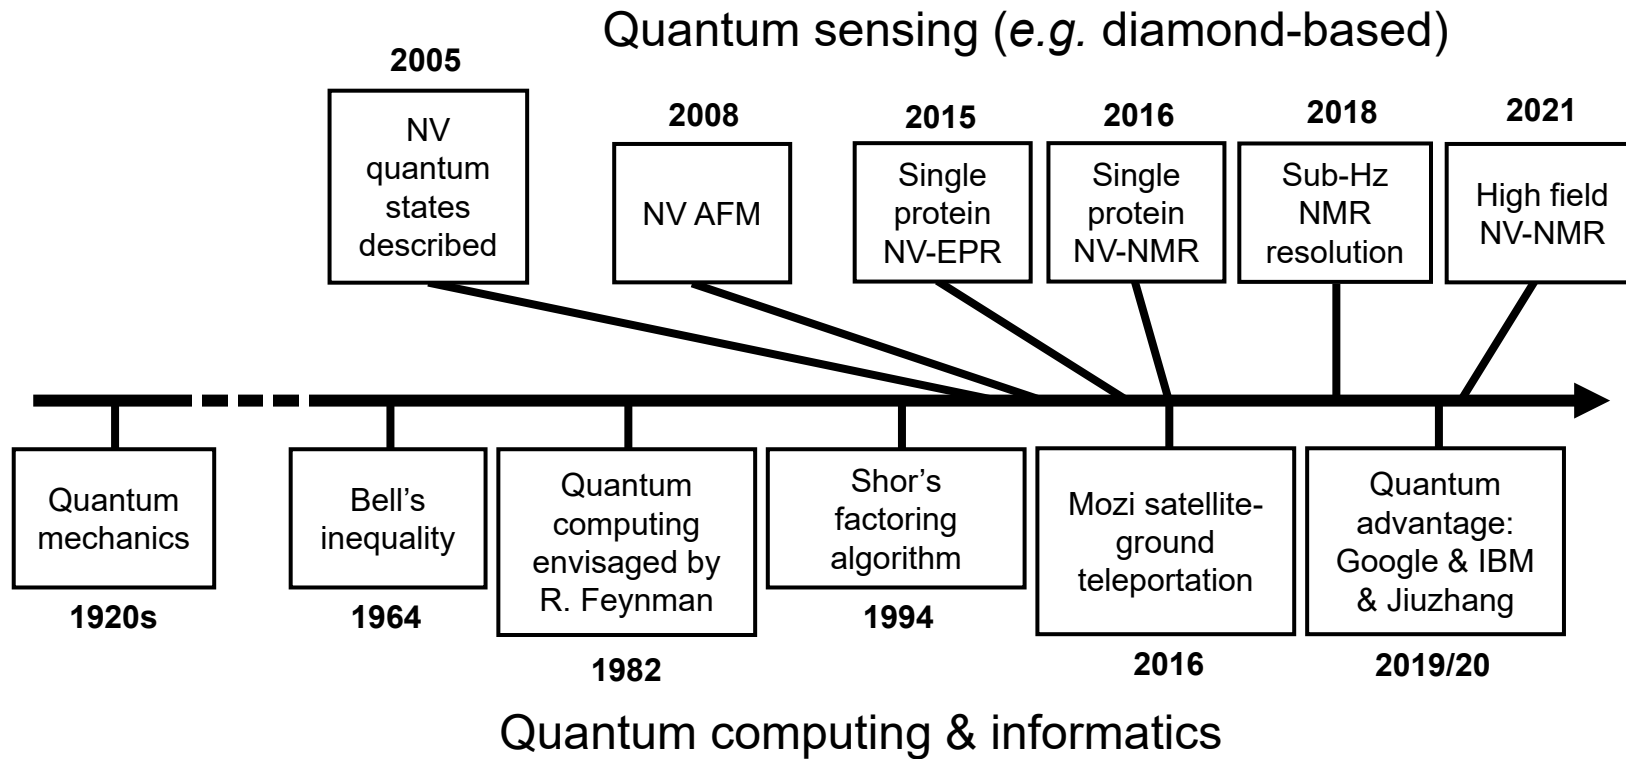 Quantum sensing (e.g. diamond-based)
2005
NV
quantum
states
described
2008
NV AFM
2015
Single
protein
NV-EPR
2016
Single
protein
NV-NMR
2018
Sub-Hz
NMR
resolution
2021
High field
NV-NMR
Quantum
mechanics
1920s
Bell’s
inequality
1964
Quantum
computing
envisaged by
R. Feynman
1982
Shor’s
factoring
algorithm
1994
Mozi satellite-
ground
teleportation
2016
Quantum
advantage:
Google & IBM
& Jiuzhang
2019/20
Quantum computing & informatics